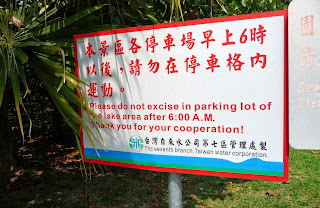 本景區各停車場早上6時
以後,請勿在停車格內
運動。
Please do not excise in parking lot of
lake area after 6:00 A.M.
Thank you for your cooperation!
台灣自來水公司第七區管理處製
The seventh branch, Taiwan water corporation.
園